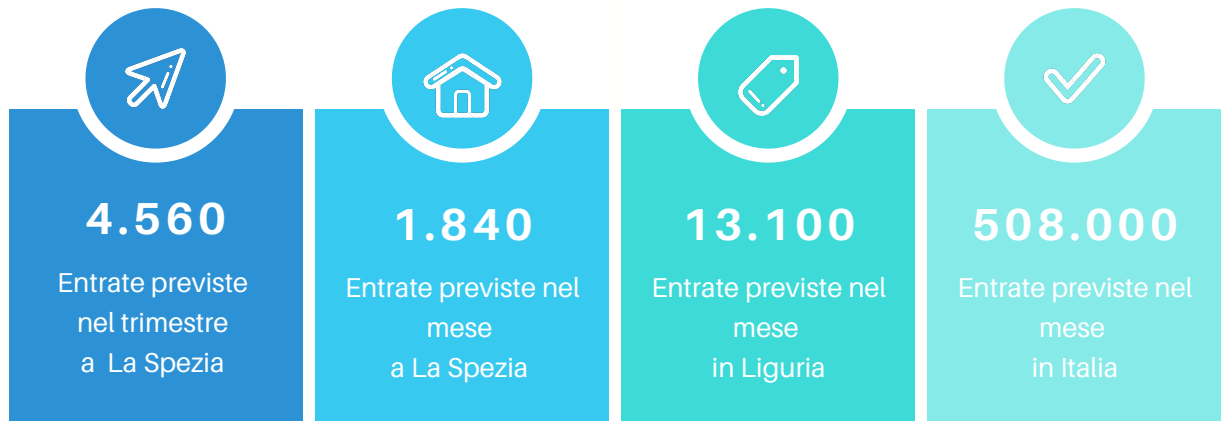 4.560
Entrate previste
nel trimestre
a La Spezia
1.840
Entrate previste nel
mese
a La Spezia
13.100
Entrate previste nel
mese
in Liguria
508.000
Entrate previste nel
mese
in Italia